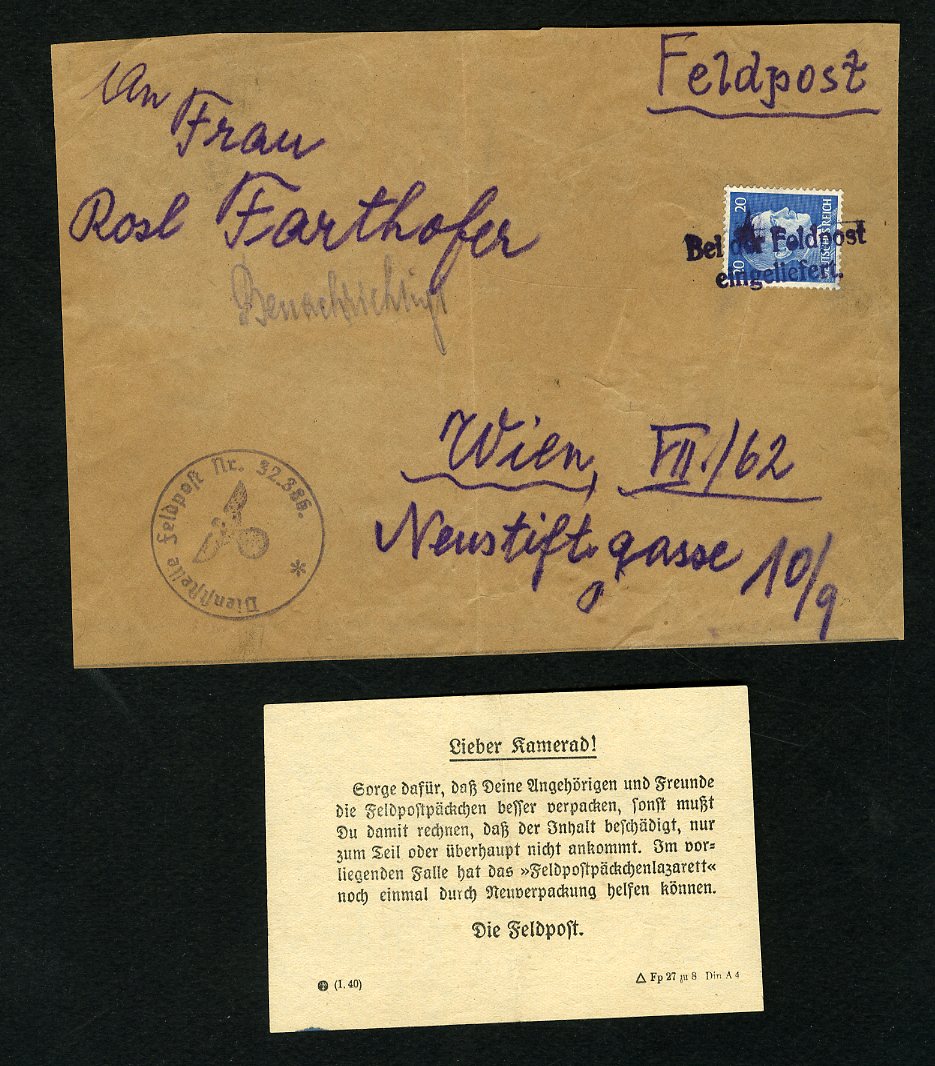 Feldpost
An
Frau
Rosl Farthofer
20
20
DEUTSCHES REICH
Bei der Feldpost
eingeliefert.
Benachrichtigt
Wien, VII./62
Neustiftgasse 10/9
Dienststelle Feldpost Nr. 32.386. *
Lieber Kamerad!
Sorge dafür, daß Deine Angehörigen und Freunde
die Feldpostpäckchen besser verpacken, sonst mußt
Du damit rechnen, daß der Inhalt beschädigt, nur
zum Teil oder überhaupt nicht ankommt. Im vor-
liegenden Falle hat das »Feldpostpäckchenlazarett«
noch einmal durch Neuverpackung helfen können.
Die Feldpost.
(I. 40)
△ Fp 27 zu 8 Din A 4